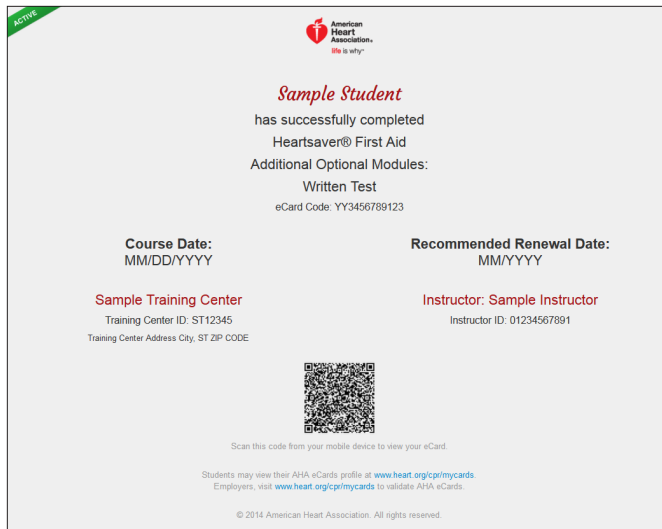 ACTIVE
American
Heart
Association®
life is why™
Sample Student
has successfully completed
Heartsaver® First Aid
Additional Optional Modules:
Written Test
eCard Code: YY3456789123
Course Date:
MM/DD/YYYY
Recommended Renewal Date:
MM/YYYY
Sample Training Center
Training Center ID: ST12345
Training Center Address City, ST ZIP CODE
Instructor: Sample Instructor
Instructor ID: 01234567891
Scan this code from your mobile device to view your eCard.
Students may view their AHA eCards profile at www.heart.org/cpr/mycards.
Employers, visit www.heart.org/cpr/mycards to validate AHA eCards.
© 2014 American Heart Association. All rights reserved.